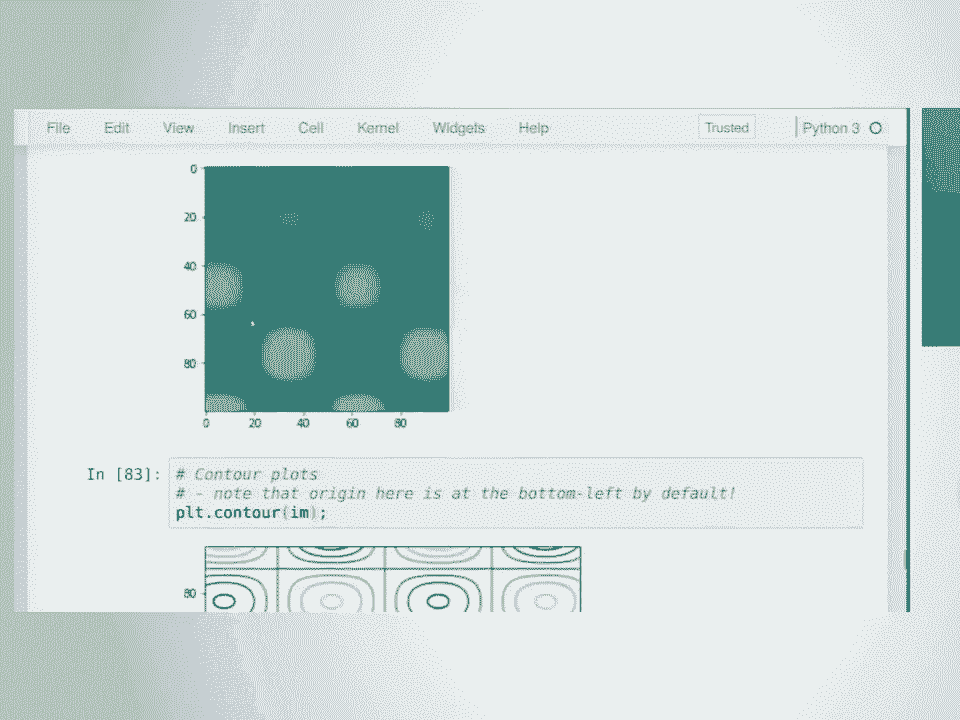 File Edit View Insert Cell Kernel Widgets Help Trusted Python 3
0
20
40
60
80
0 20 40 60 80
In [83]: # Contour plots
# - note that origin here is at the bottom-left by default!
plt.contour(im);
80